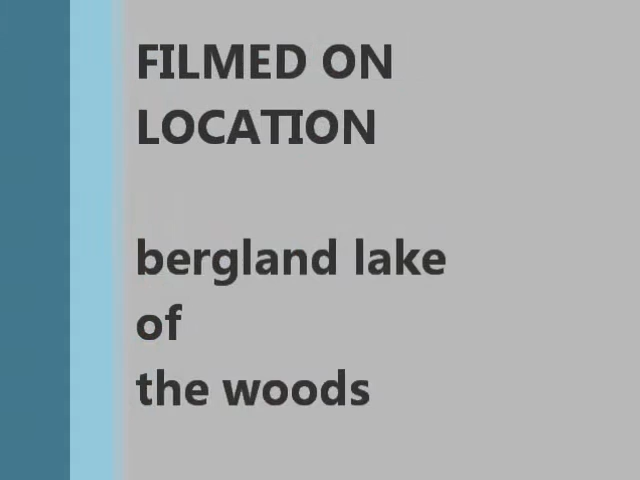 FILMED ON
LOCATION
bergland lake
of
the woods